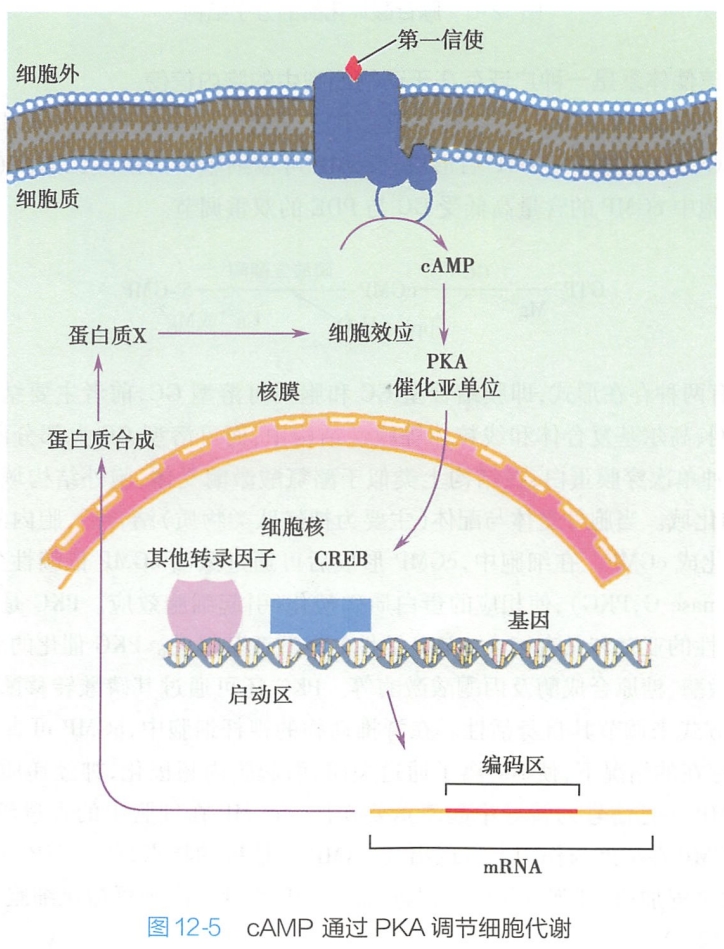 第一信使
细胞外
细胞质
cAMP
蛋白质X
细胞效应
PKA
催化亚单位
核膜
蛋白质合成
细胞核
其他转录因子
CREB
基因
启动区
编码区
mRNA
图12-5 cAMP 通过 PKA 调节细胞代谢